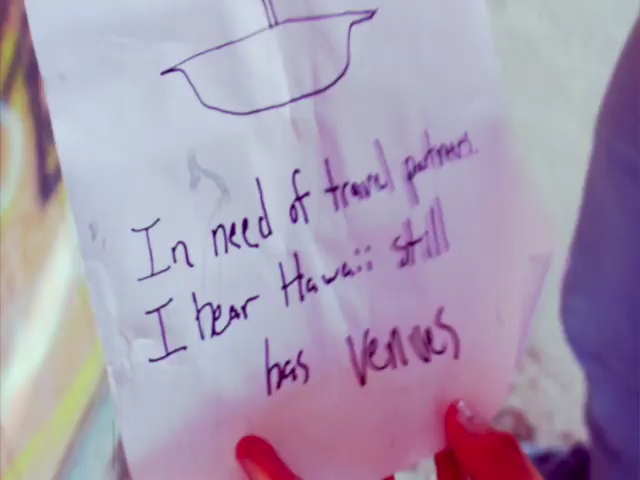 In need of travel partners.
I hear Hawaii still
has venues